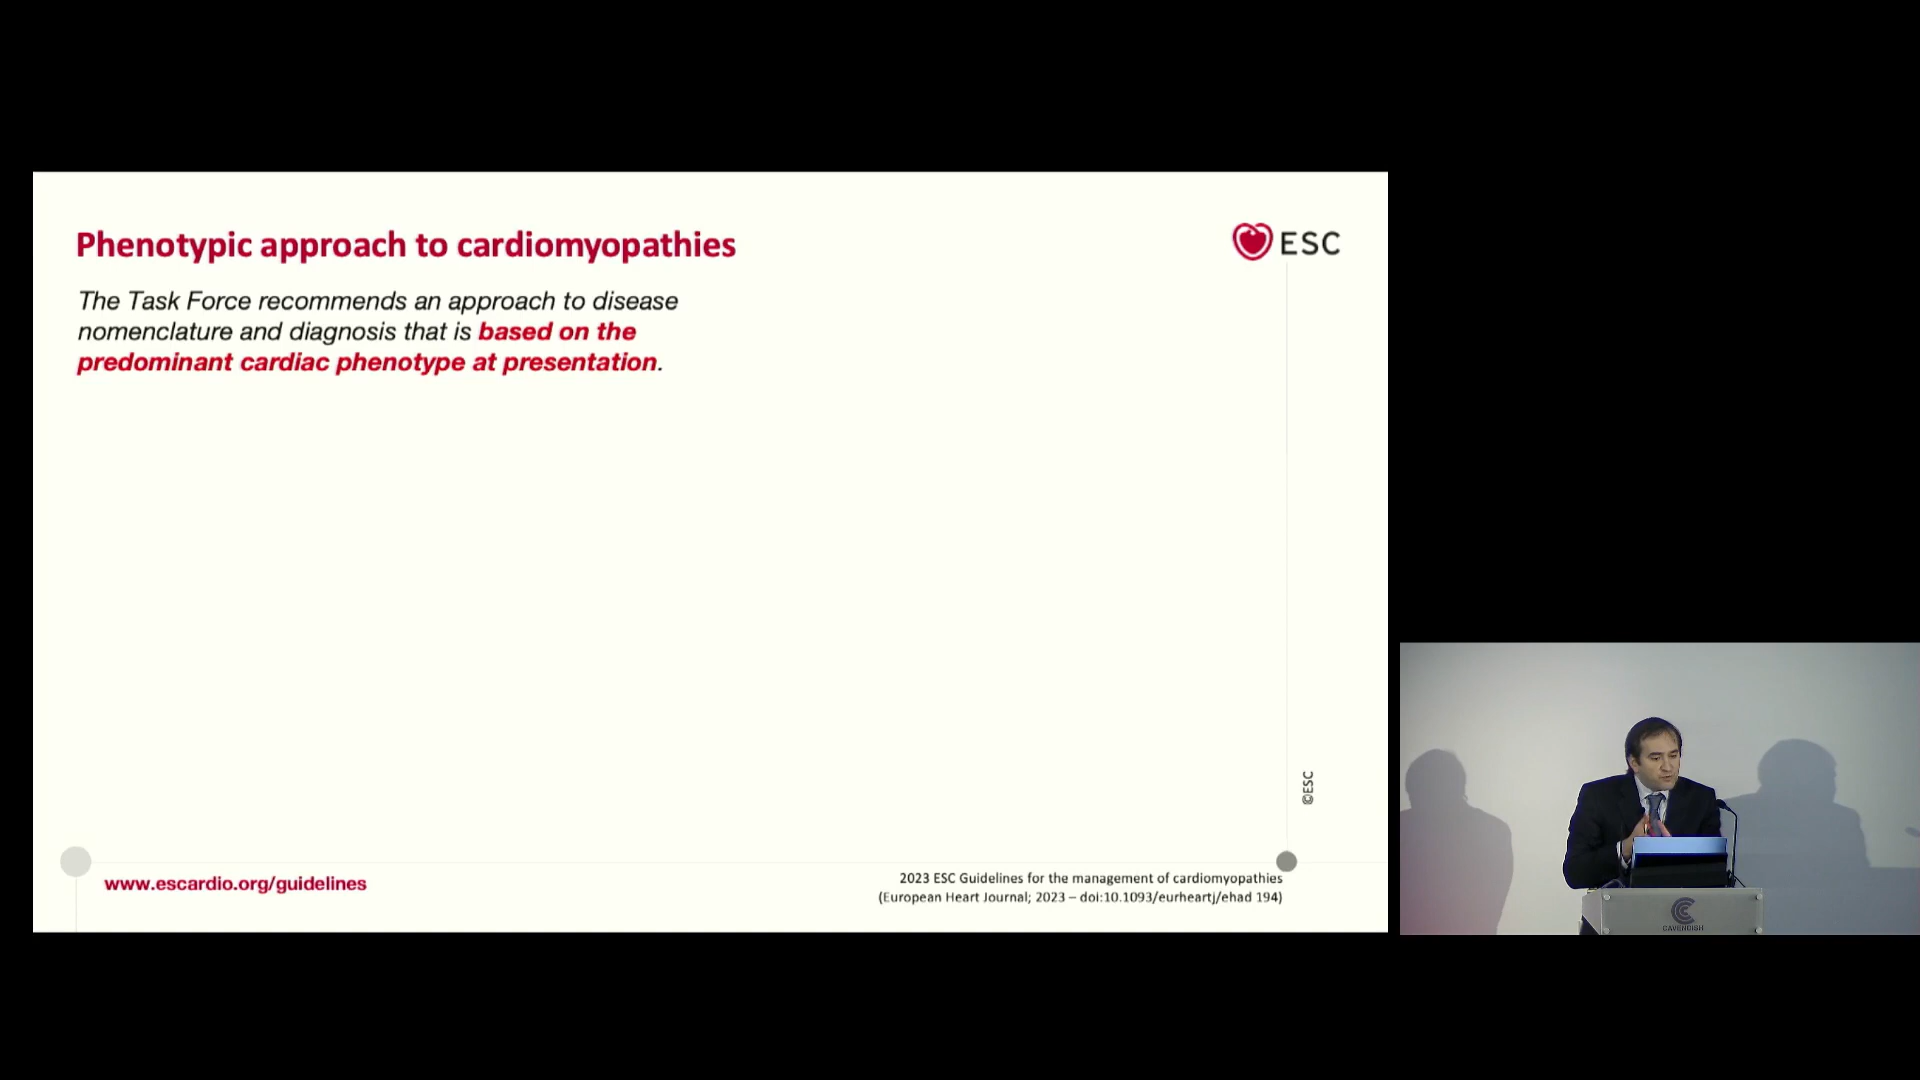 Phenotypic approach to cardiomyopathies
ESC
The Task Force recommends an approach to disease
nomenclature and diagnosis that is based on the
predominant cardiac phenotype at presentation.
©ESC
www.escardio.org/guidelines
2023 ESC Guidelines for the management of cardiomyopathies
(European Heart Journal; 2023 – doi:10.1093/eurheartj/ehad 194)
CAVENDISH